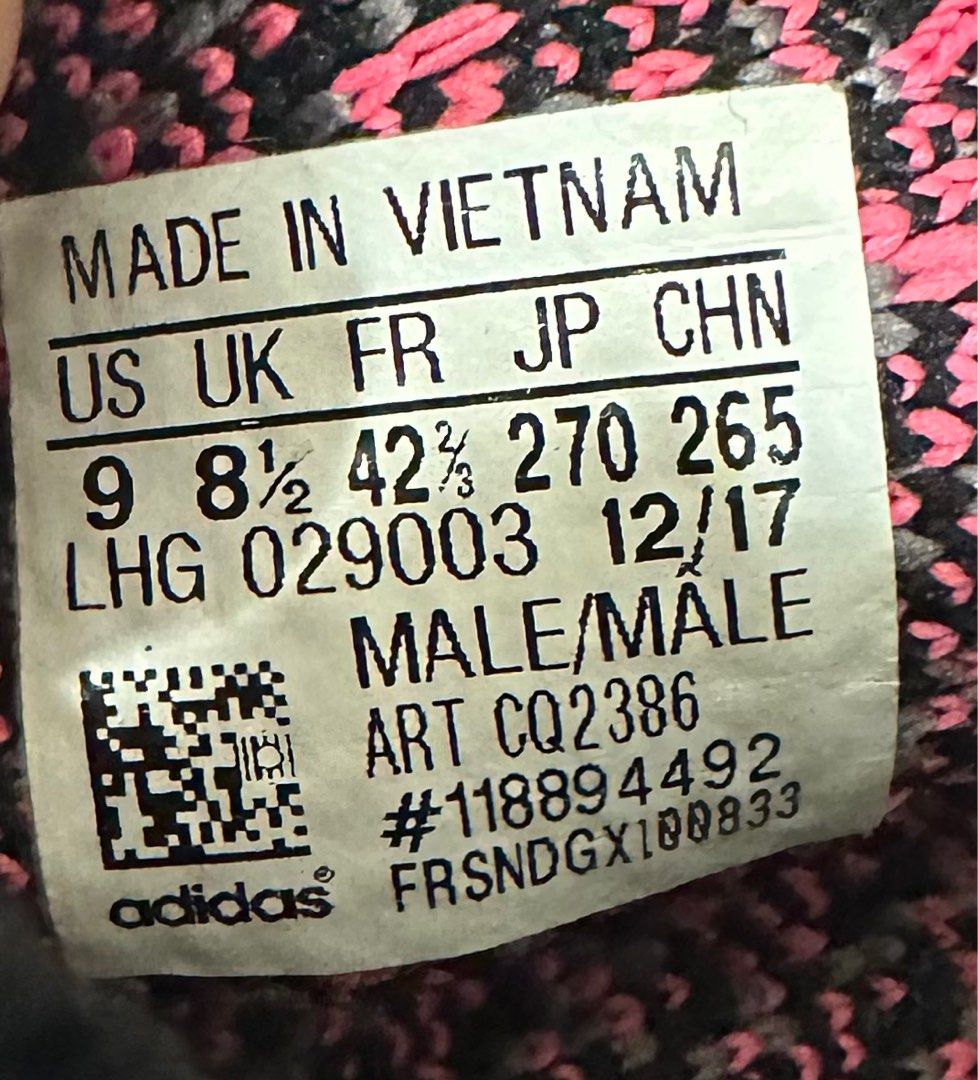 MADE IN VIETNAM
US UK FR JP CHN
9 8½ 42⅔ 270 265
LHG 029003 12/17
MALE/MÂLE
ART CQ2386
#118894492
FRSNDGX100833
adidas®